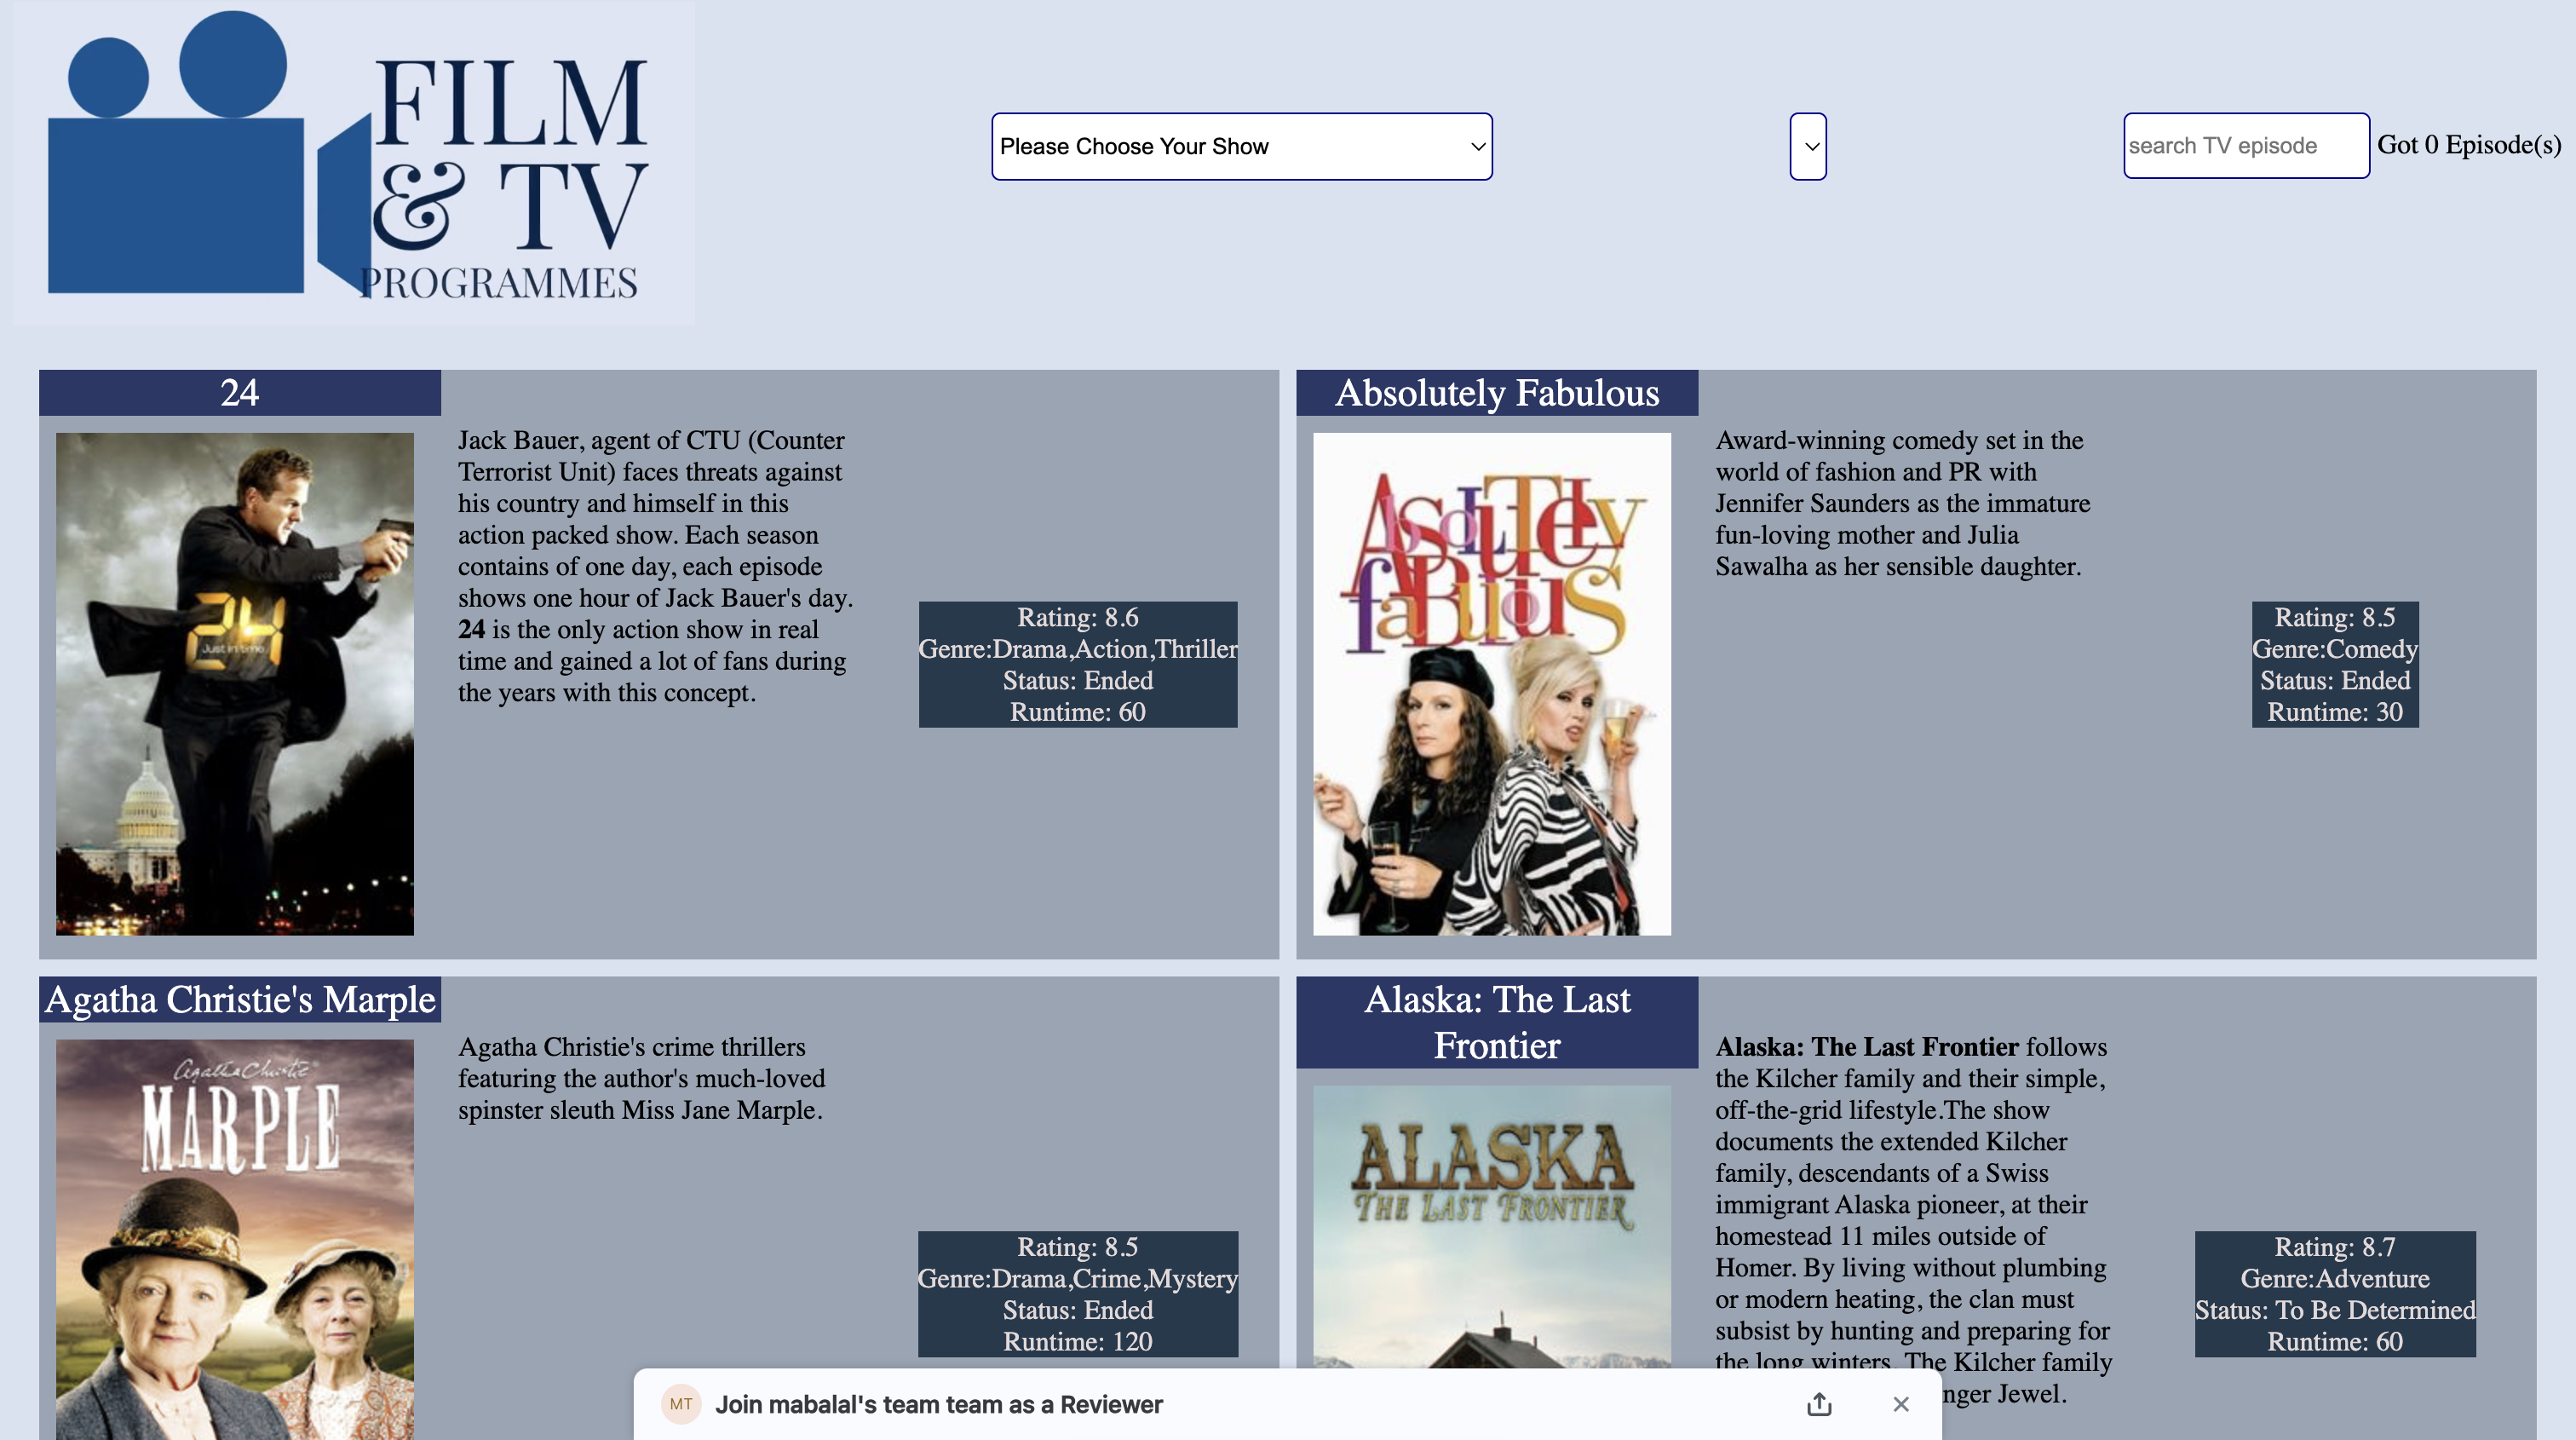 FILM
& TV
PROGRAMMES
Please Choose Your Show
search TV episode
Got 0 Episode(s)
24
Jack Bauer, agent of CTU (Counter
Terrorist Unit) faces threats against
his country and himself in this
action packed show. Each season
contains of one day, each episode
shows one hour of Jack Bauer's day.
24 is the only action show in real
time and gained a lot of fans during
the years with this concept.
24
Just in time
Rating: 8.6
Genre:Drama,Action,Thriller
Status: Ended
Runtime: 60
Absolutely Fabulous
Absolutely
fabulous
Award-winning comedy set in the
world of fashion and PR with
Jennifer Saunders as the immature
fun-loving mother and Julia
Sawalha as her sensible daughter.
Rating: 8.5
Genre:Comedy
Status: Ended
Runtime: 30
Agatha Christie's Marple
Agatha Christie
MARPLE
Agatha Christie's crime thrillers
featuring the author's much-loved
spinster sleuth Miss Jane Marple.
Rating: 8.5
Genre:Drama,Crime,Mystery
Status: Ended
Runtime: 120
Alaska: The Last
Frontier
ALASKA
THE LAST FRONTIER
Alaska: The Last Frontier follows
the Kilcher family and their simple,
off-the-grid lifestyle.The show
documents the extended Kilcher
family, descendants of a Swiss
immigrant Alaska pioneer, at their
homestead 11 miles outside of
Homer. By living without plumbing
or modern heating, the clan must
subsist by hunting and preparing for
the long winters. The Kilcher family
nger Jewel.
Rating: 8.7
Genre:Adventure
Status: To Be Determined
Runtime: 60
MT
Join mabalal's team team as a Reviewer